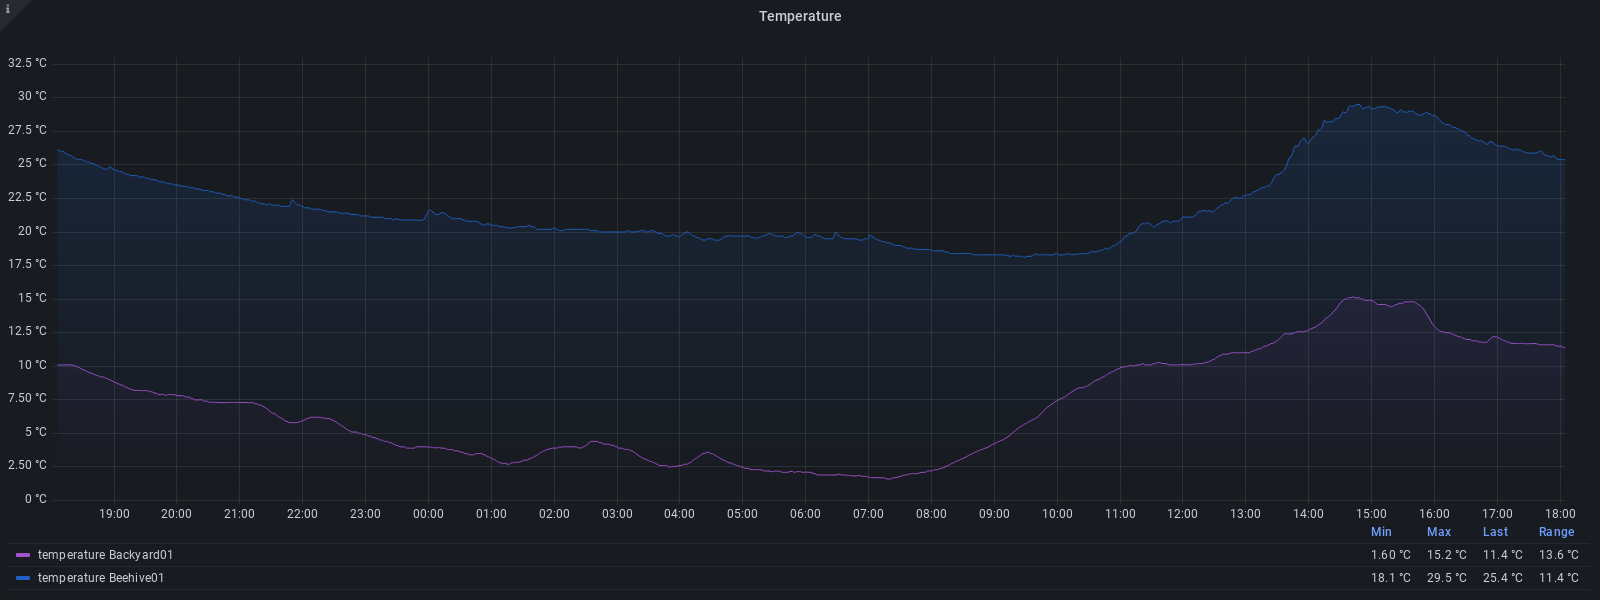 i
Temperature
32.5 °C
30 °C
27.5 °C
25 °C
22.5 °C
20 °C
17.5 °C
15 °C
12.5 °C
10 °C
7.50 °C
5 °C
2.50 °C
0 °C
19:00 20:00 21:00 22:00 23:00 00:00 01:00 02:00 03:00 04:00 05:00 06:00 07:00 08:00 09:00 10:00 11:00 12:00 13:00 14:00 15:00 16:00 17:00 18:00
Min Max Last Range
temperature Backyard01 1.60 °C 15.2 °C 11.4 °C 13.6 °C
temperature Beehive01 18.1 °C 29.5 °C 25.4 °C 11.4 °C